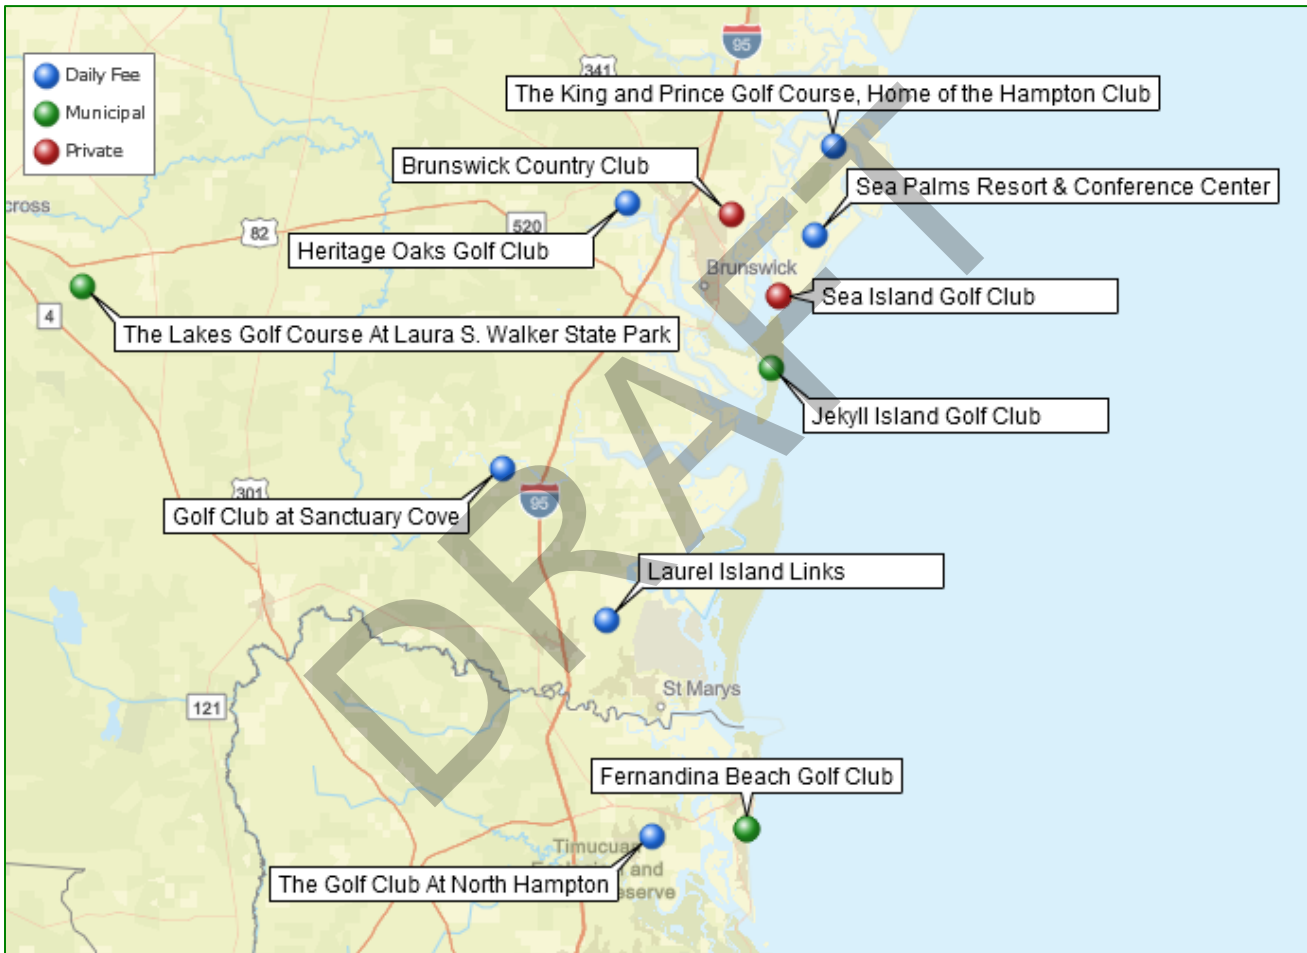 95
341
Daily Fee
Municipal
Private
The King and Prince Golf Course, Home of the Hampton Club
Brunswick Country Club
Sea Palms Resort & Conference Center
cross
82
520
Heritage Oaks Golf Club
Brunswick
Sea Island Golf Club
4
The Lakes Golf Course At Laura S. Walker State Park
Jekyll Island Golf Club
301
95
Golf Club at Sanctuary Cove
DRAFT
Laurel Island Links
St Marys
121
Fernandina Beach Golf Club
Timucuan
and
The Golf Club At North Hampton
eserve